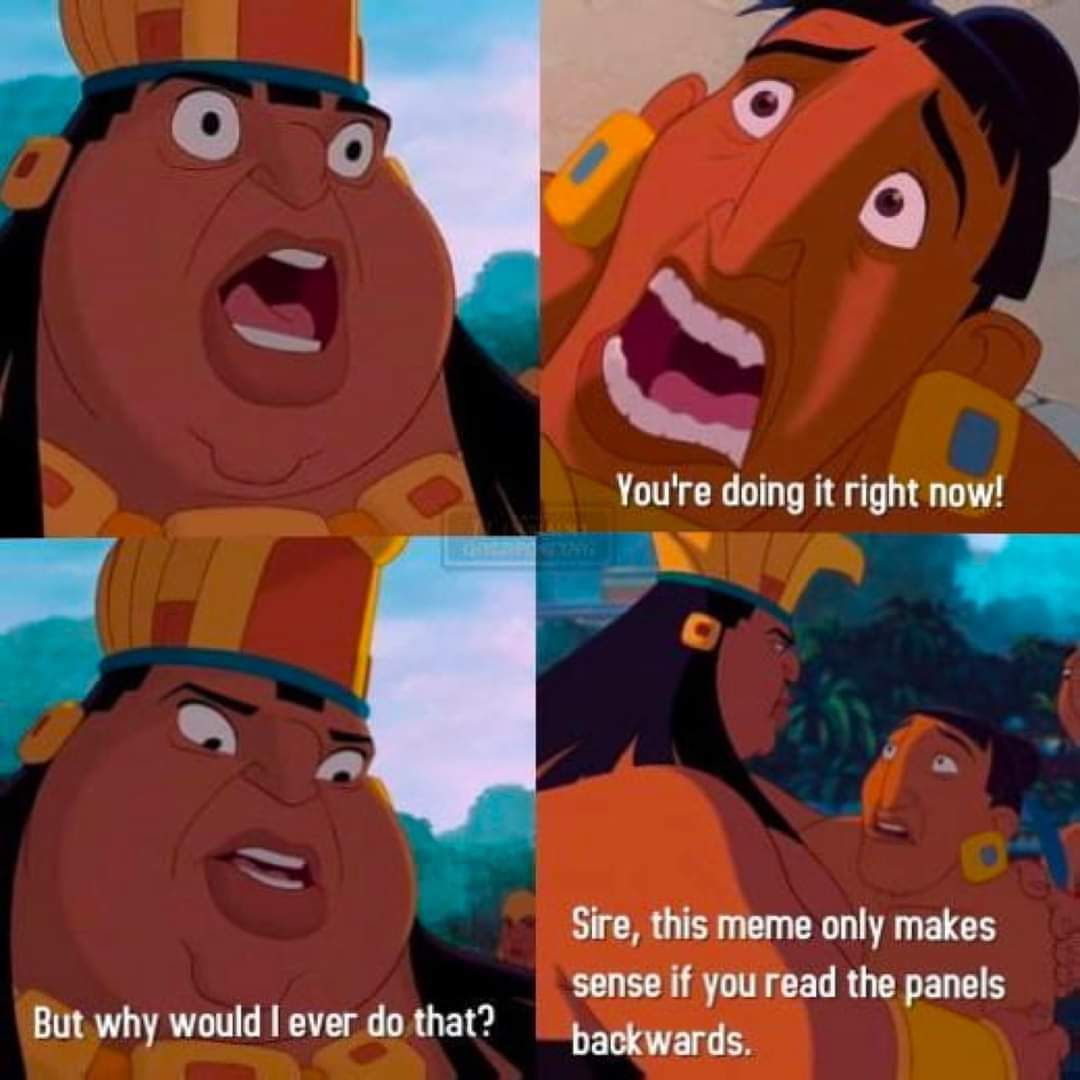 You're doing it right now!
But why would I ever do that?
Sire, this meme only makes
sense if you read the panels
backwards.